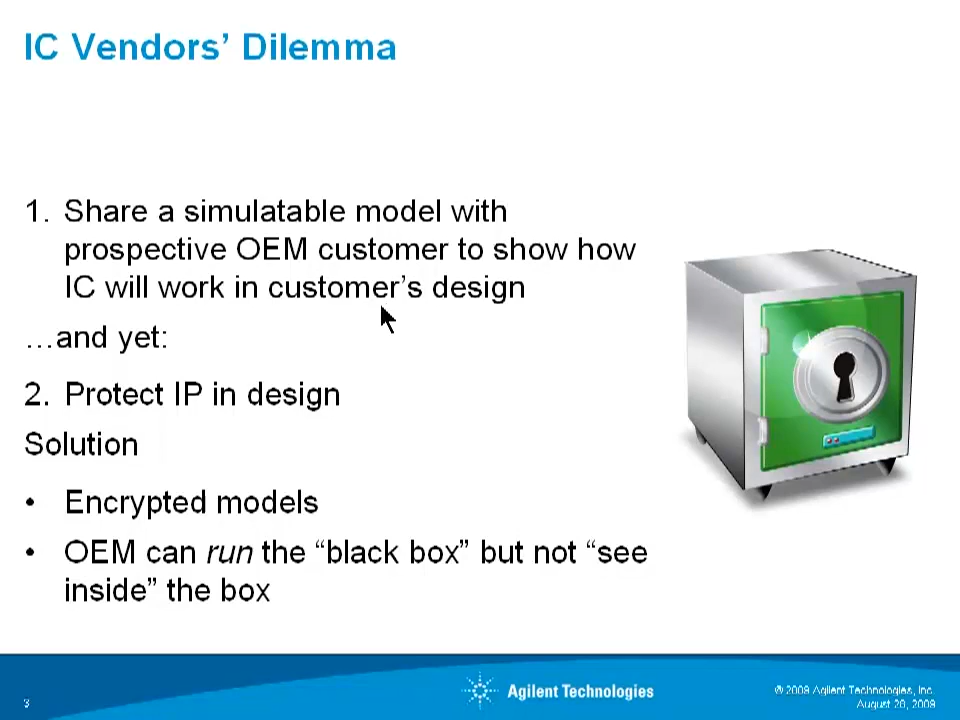 IC Vendors’ Dilemma
1. Share a simulatable model with
prospective OEM customer to show how
IC will work in customer’s design
…and yet:
2. Protect IP in design
Solution
• Encrypted models
• OEM can run the “black box” but not “see
inside” the box
3
Agilent Technologies
© 2009 Agilent Technologies, Inc.
August 26, 2009